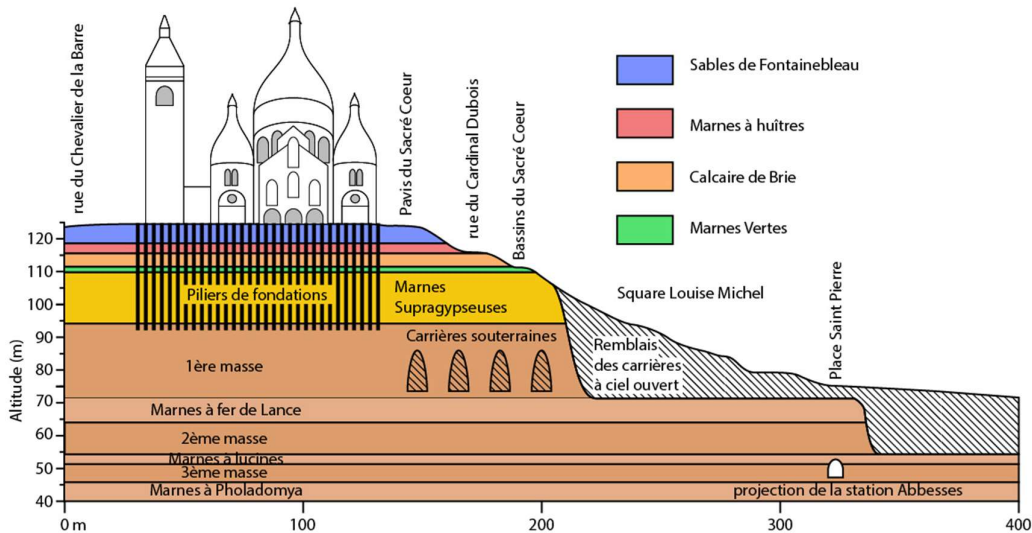 rue du Chevalier de la Barre
Pavis du Sacré Coeur
rue du Cardinal Dubois
Bassins du Sacré Coeur
Sables de Fontainebleau
Marnes à huîtres
Calcaire de Brie
Marnes Vertes
Piliers de fondations
Marnes
Supragypseuses
Square Louise Michel
Place Saint Pierre
Carrières souterraines
Remblais
des carrières
à ciel ouvert
1ère masse
Marnes à fer de Lance
2ème masse
Marnes à lucines
3ème masse
Marnes à Pholadomya
projection de la station Abbesses
Altitude (m)
120
110
100
90
80
70
60
50
40
0 m
100
200
300
400